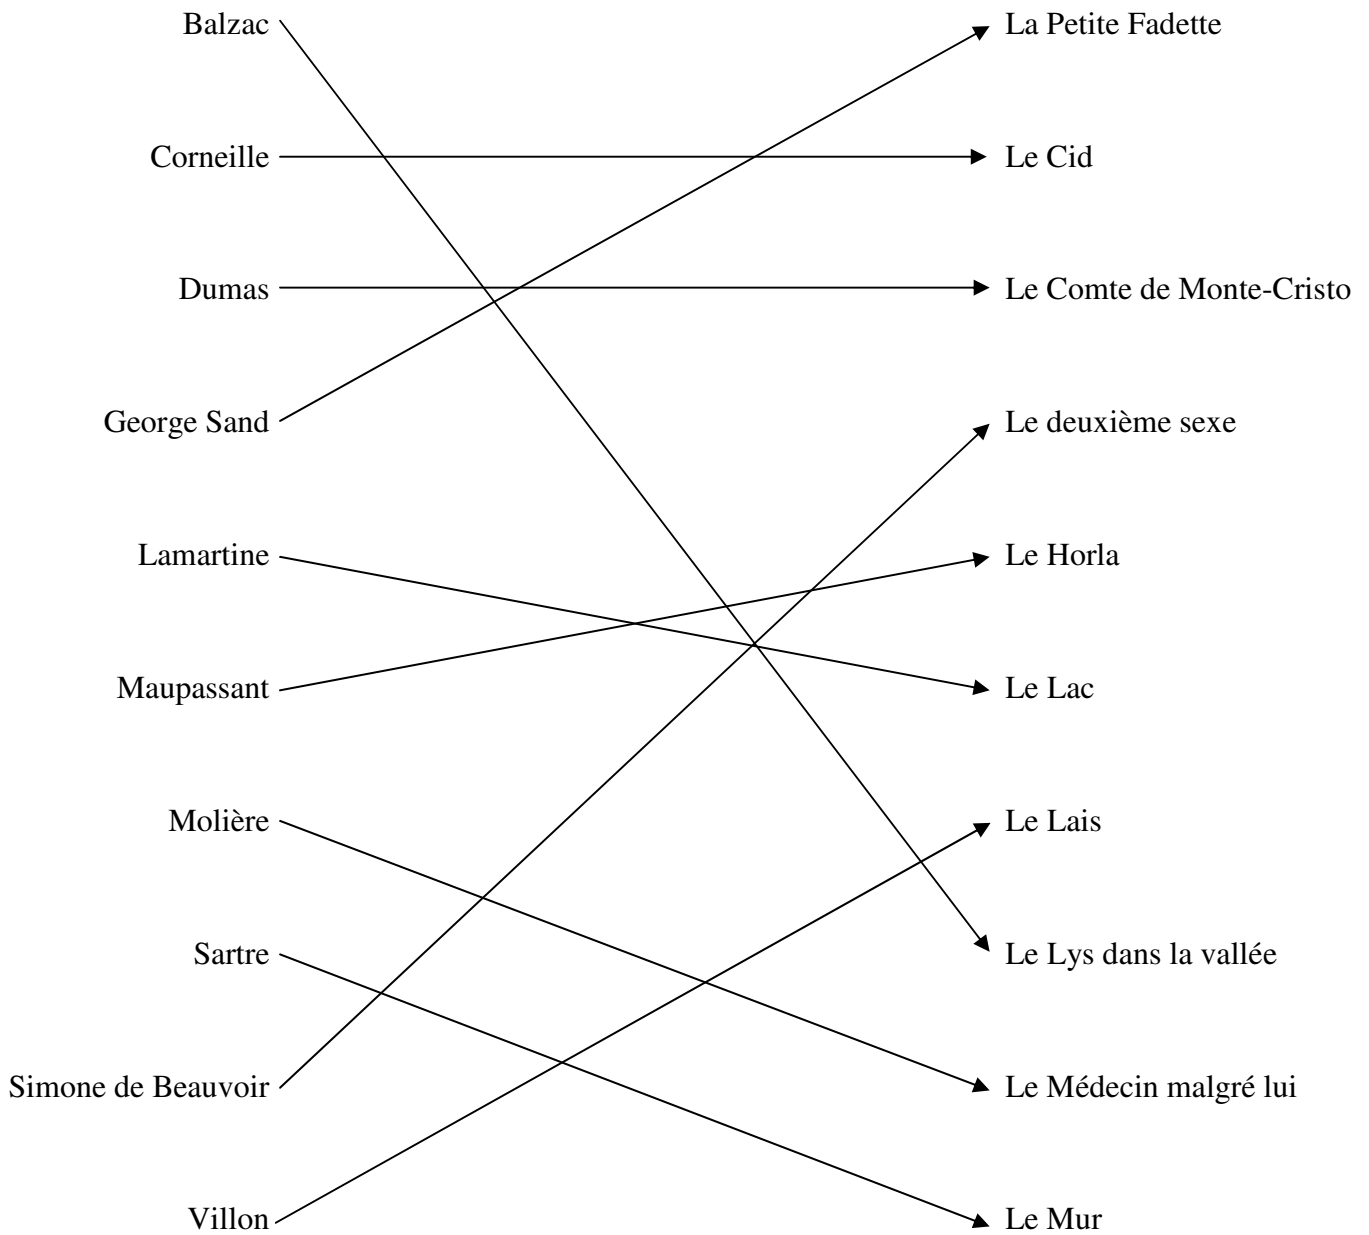 Balzac La Petite Fadette
Corneille Le Cid
Dumas Le Comte de Monte-Cristo
George Sand Le deuxième sexe
Lamartine Le Horla
Maupassant Le Lac
Molière Le Lais
Sartre Le Lys dans la vallée
Simone de Beauvoir Le Médecin malgré lui
Villon Le Mur